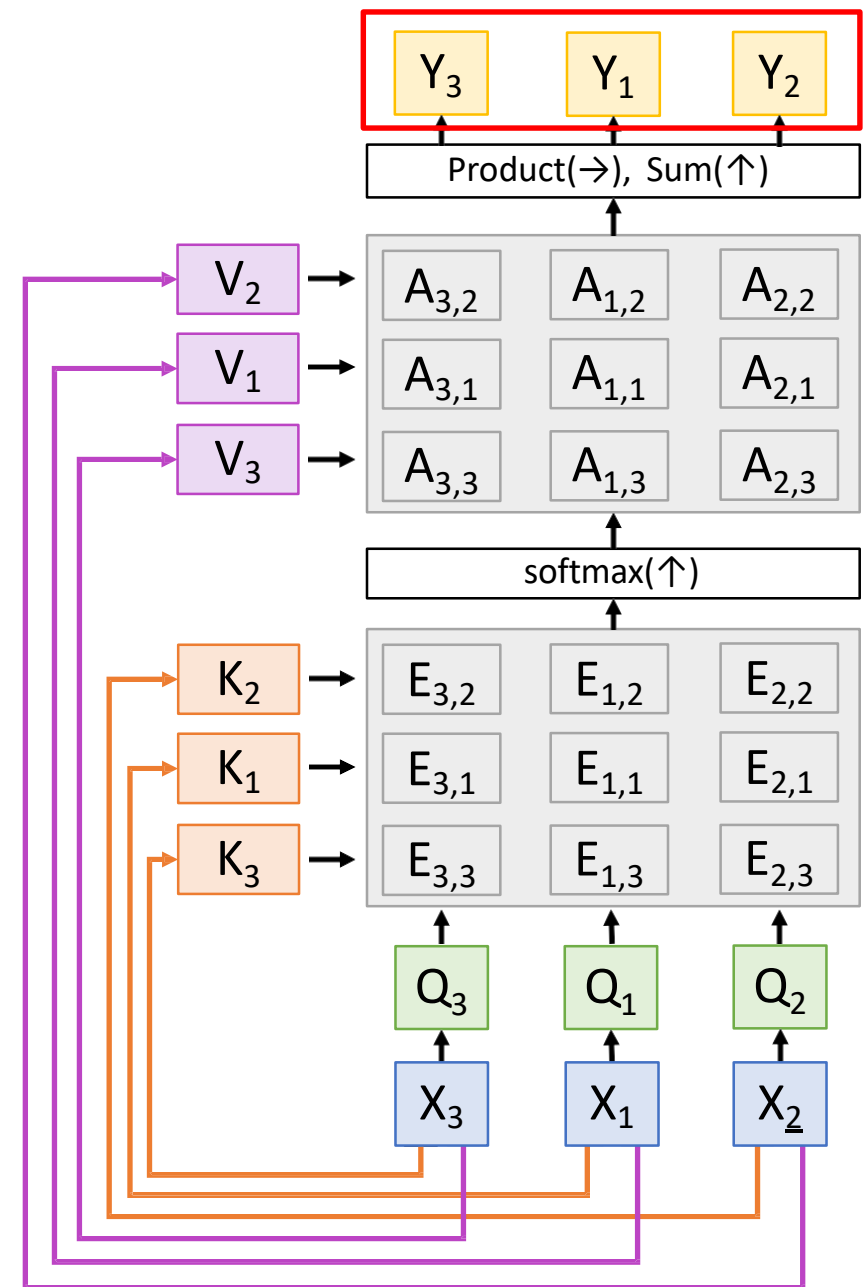 Y₃ Y₁ Y₂
Product(→), Sum(↑)
V₂ A₃,₂ A₁,₂ A₂,₂
V₁ A₃,₁ A₁,₁ A₂,₁
V₃ A₃,₃ A₁,₃ A₂,₃
softmax(↑)
K₂ E₃,₂ E₁,₂ E₂,₂
K₁ E₃,₁ E₁,₁ E₂,₁
K₃ E₃,₃ E₁,₃ E₂,₃
Q₃ Q₁ Q₂
X₃ X₁ X₂